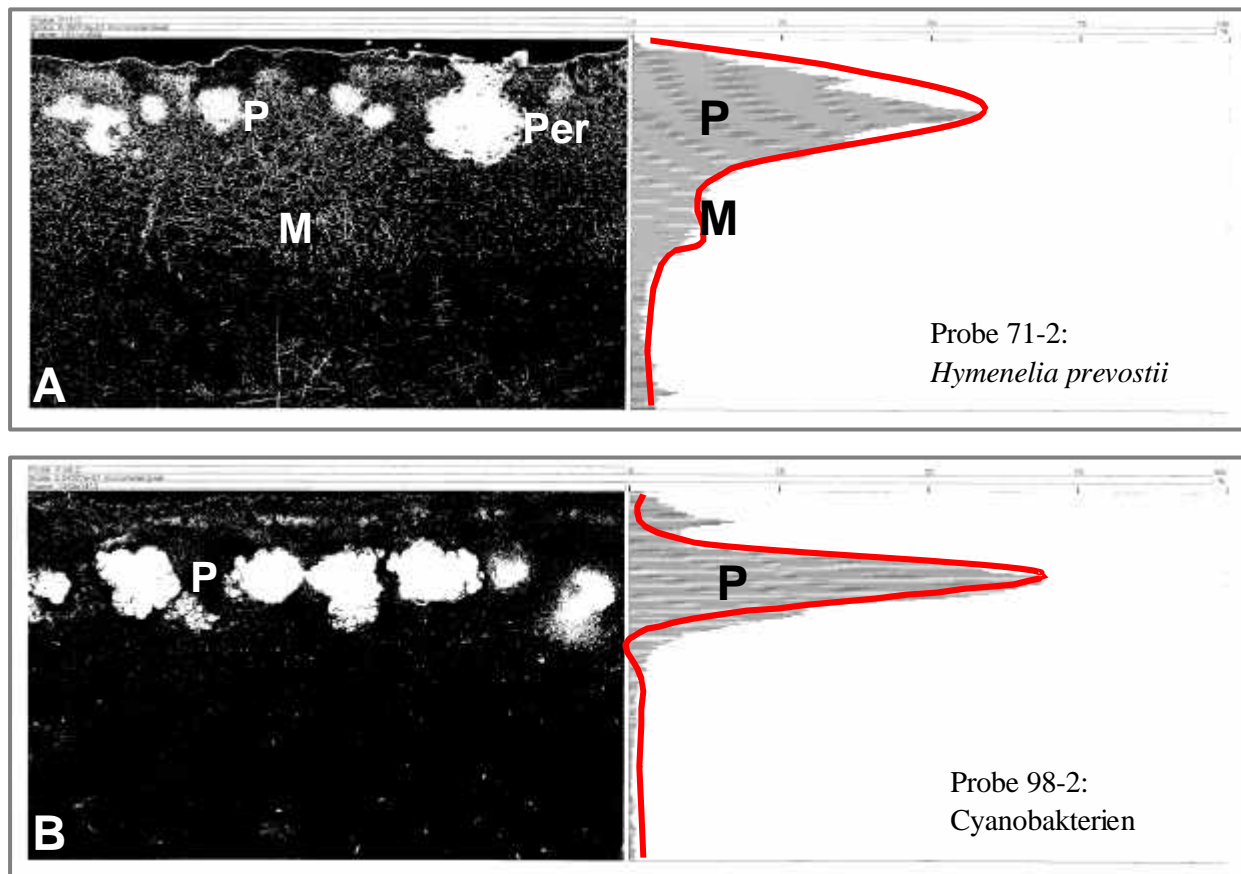 P
Per
M
A
P
M
Probe 71-2:
Hymenelia prevostii
P
B
P
Probe 98-2:
Cyanobakterien